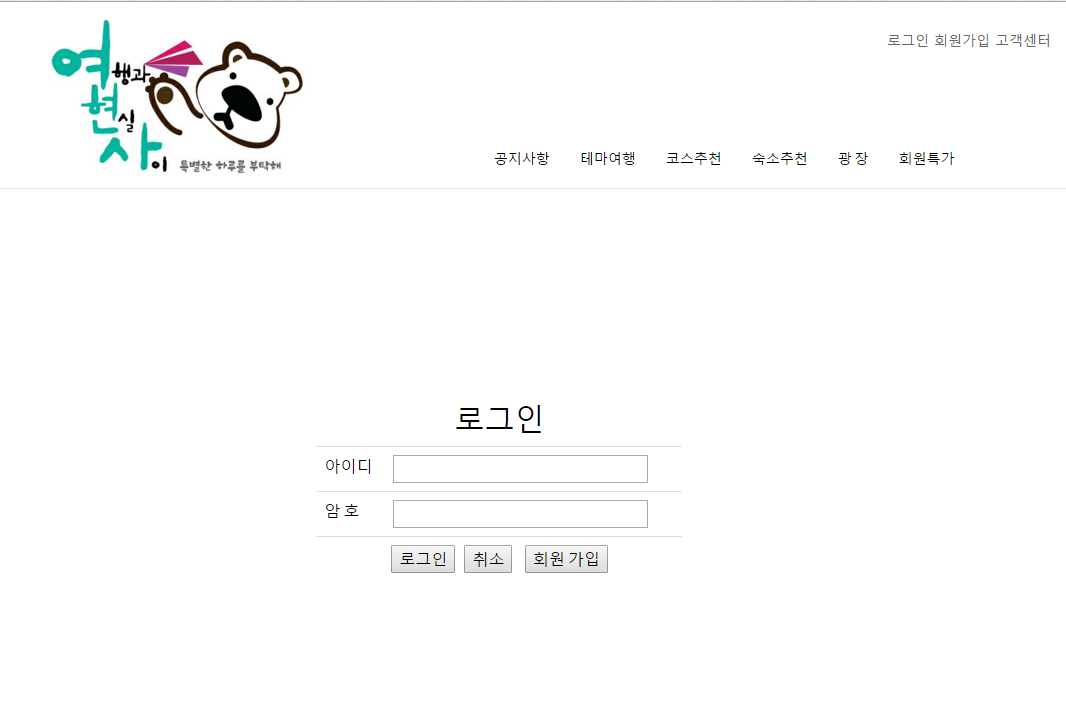 로그인 회원가입 고객센터
여행과
현실
사이 특별한 하루를 부탁해
공지사항 테마여행 코스추천 숙소추천 광 장 회원특가
로그인
아이디
암 호
로그인 취소 회원 가입